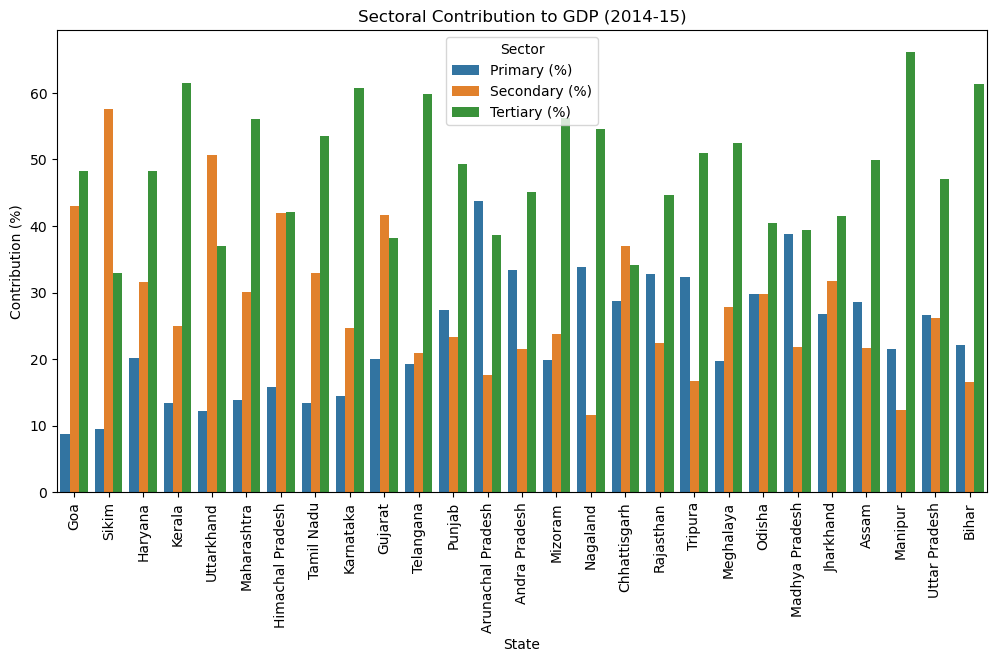 Sectoral Contribution to GDP (2014-15)
Sector
Primary (%)
Secondary (%)
Tertiary (%)
Contribution (%)
60
50
40
30
20
10
0
Goa
Sikim
Haryana
Kerala
Uttarkhand
Maharashtra
Himachal Pradesh
Tamil Nadu
Karnataka
Gujarat
Telangana
Punjab
Arunachal Pradesh
Andra Pradesh
Mizoram
Nagaland
Chhattisgarh
Rajasthan
Tripura
Meghalaya
Odisha
Madhya Pradesh
Jharkhand
Assam
Manipur
Uttar Pradesh
Bihar
State